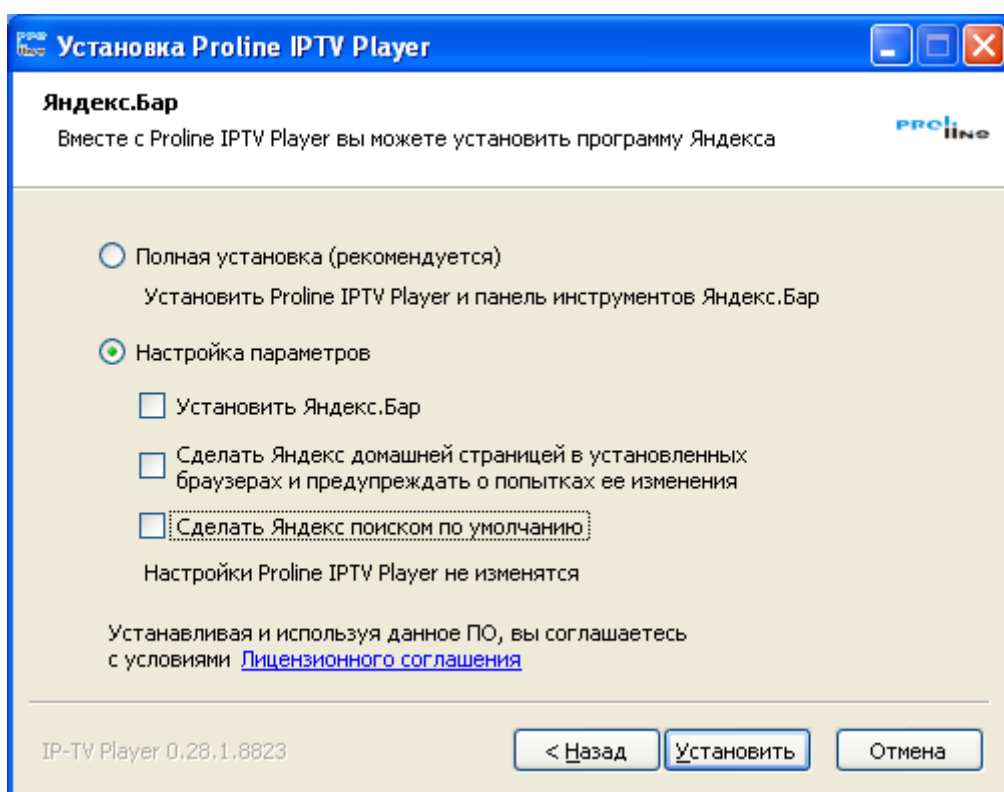 Установка Proline IPTV Player
Яндекс.Бар
Вместе с Proline IPTV Player вы можете установить программу Яндекса
PROline
Полная установка (рекомендуется)
Установить Proline IPTV Player и панель инструментов Яндекс.Бар
Настройка параметров
Установить Яндекс.Бар
Сделать Яндекс домашней страницей в установленных
браузерах и предупреждать о попытках ее изменения
Сделать Яндекс поиском по умолчанию
Настройки Proline IPTV Player не изменятся
Устанавливая и используя данное ПО, вы соглашаетесь
с условиями Лицензионного соглашения
IP-TV Player 0.28.1.8823
< Назад Установить Отмена